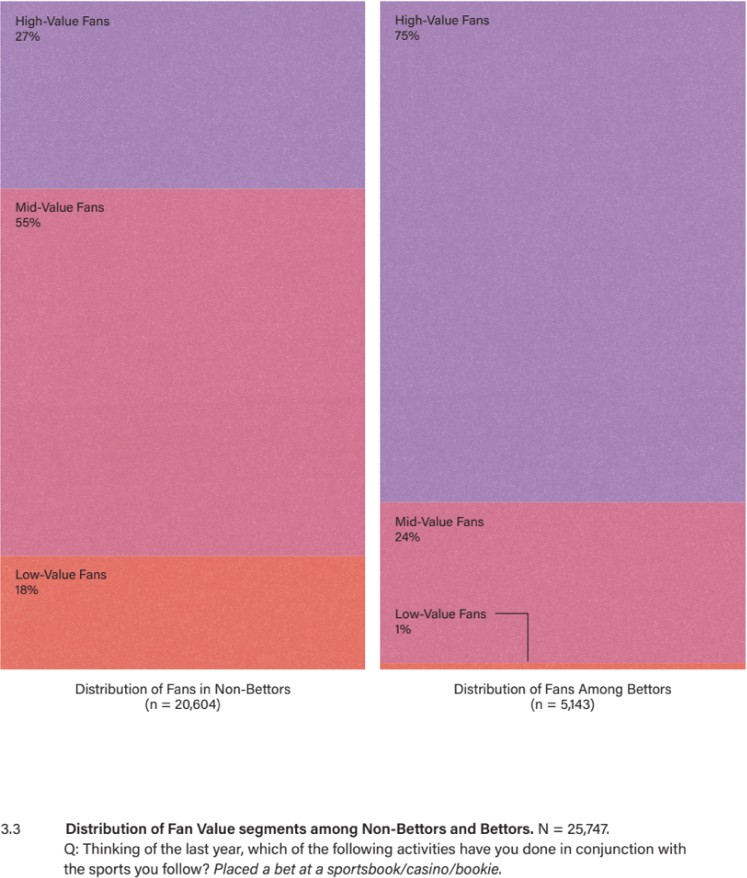 High-Value Fans
27%
Mid-Value Fans
55%
Low-Value Fans
18%
Distribution of Fans in Non-Bettors
(n = 20,604)
High-Value Fans
75%
Mid-Value Fans
24%
Low-Value Fans
1%
Distribution of Fans Among Bettors
(n = 5,143)
3.3 Distribution of Fan Value segments among Non-Bettors and Bettors. N = 25,747.
Q: Thinking of the last year, which of the following activities have you done in conjunction with
the sports you follow? Placed a bet at a sportsbook/casino/bookie.